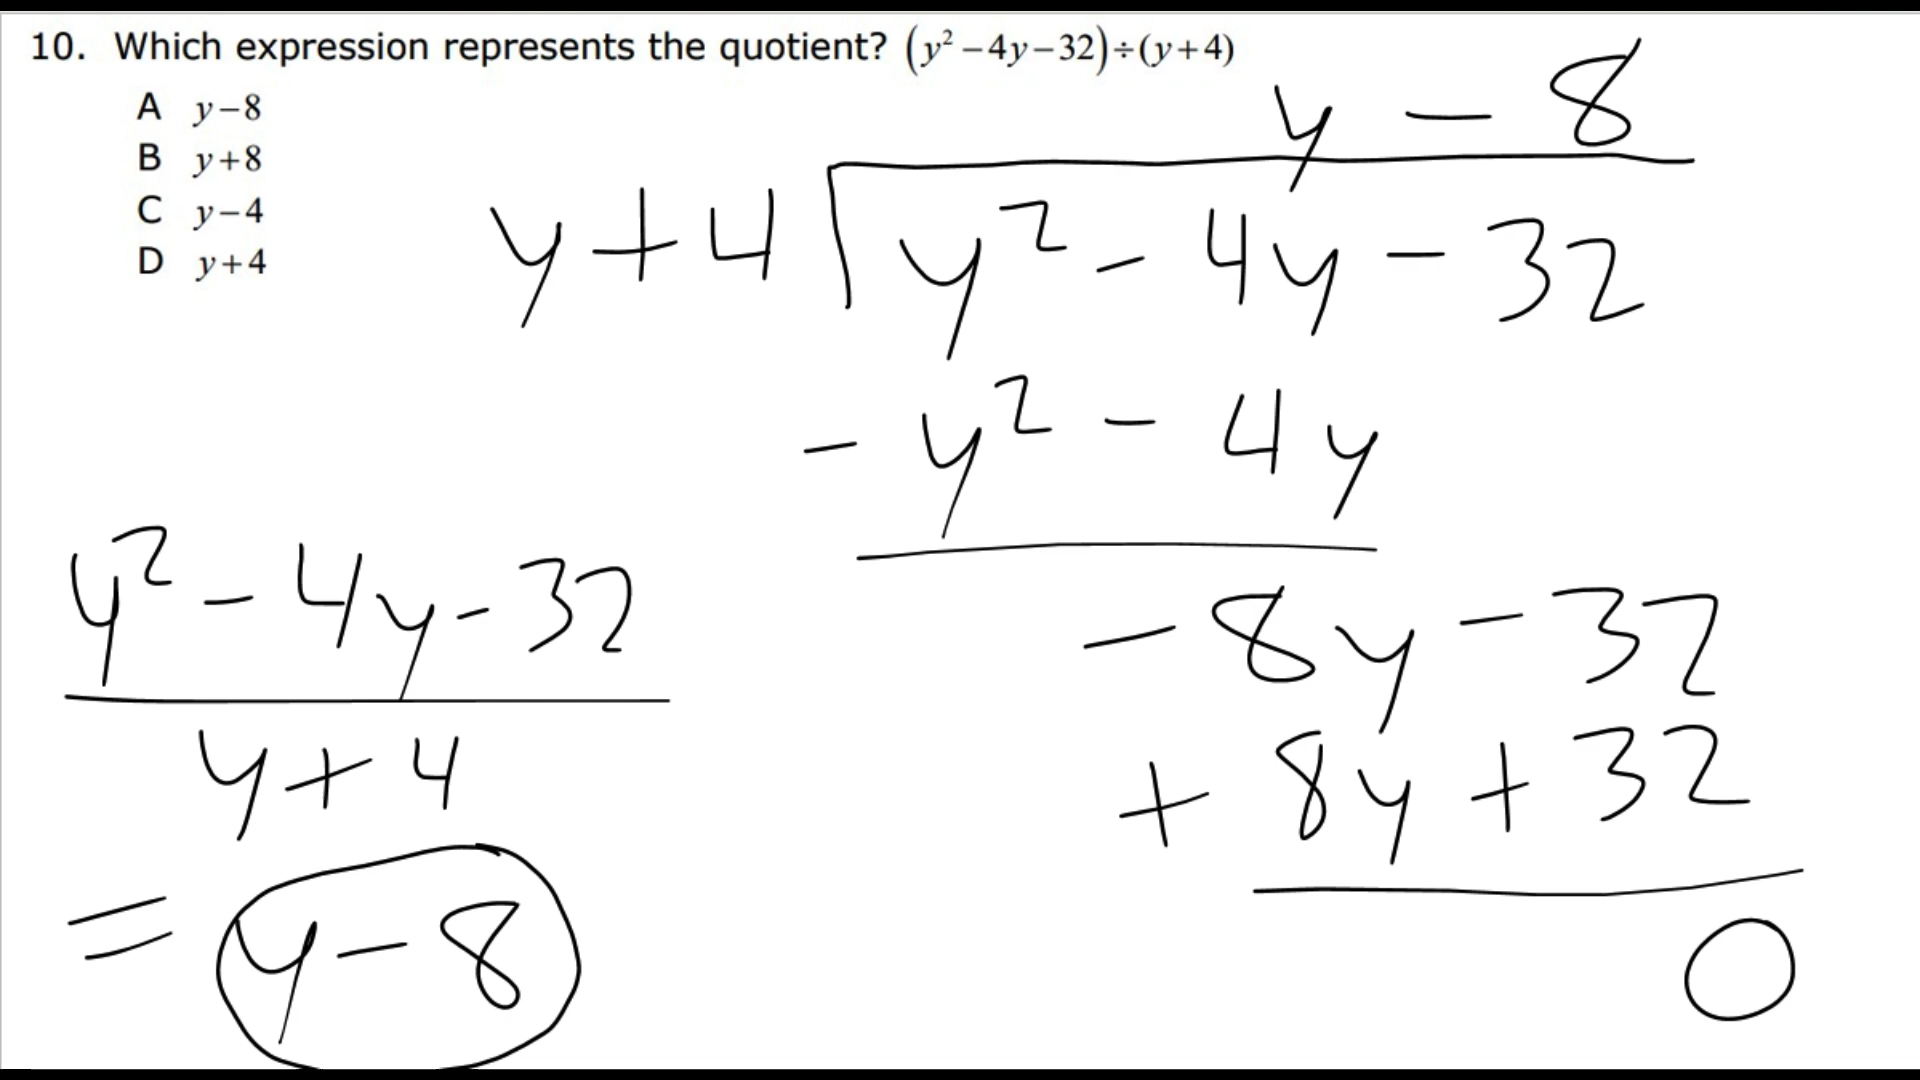 10. Which expression represents the quotient? (y² – 4y – 32) ÷ (y + 4)
A y – 8
B y + 8
C y – 4
D y + 4
y – 8
y + 4 y² – 4y – 32
– y² – 4y
– 8y – 32
+ 8y + 32
0
y² – 4y – 32
y + 4
= y – 8